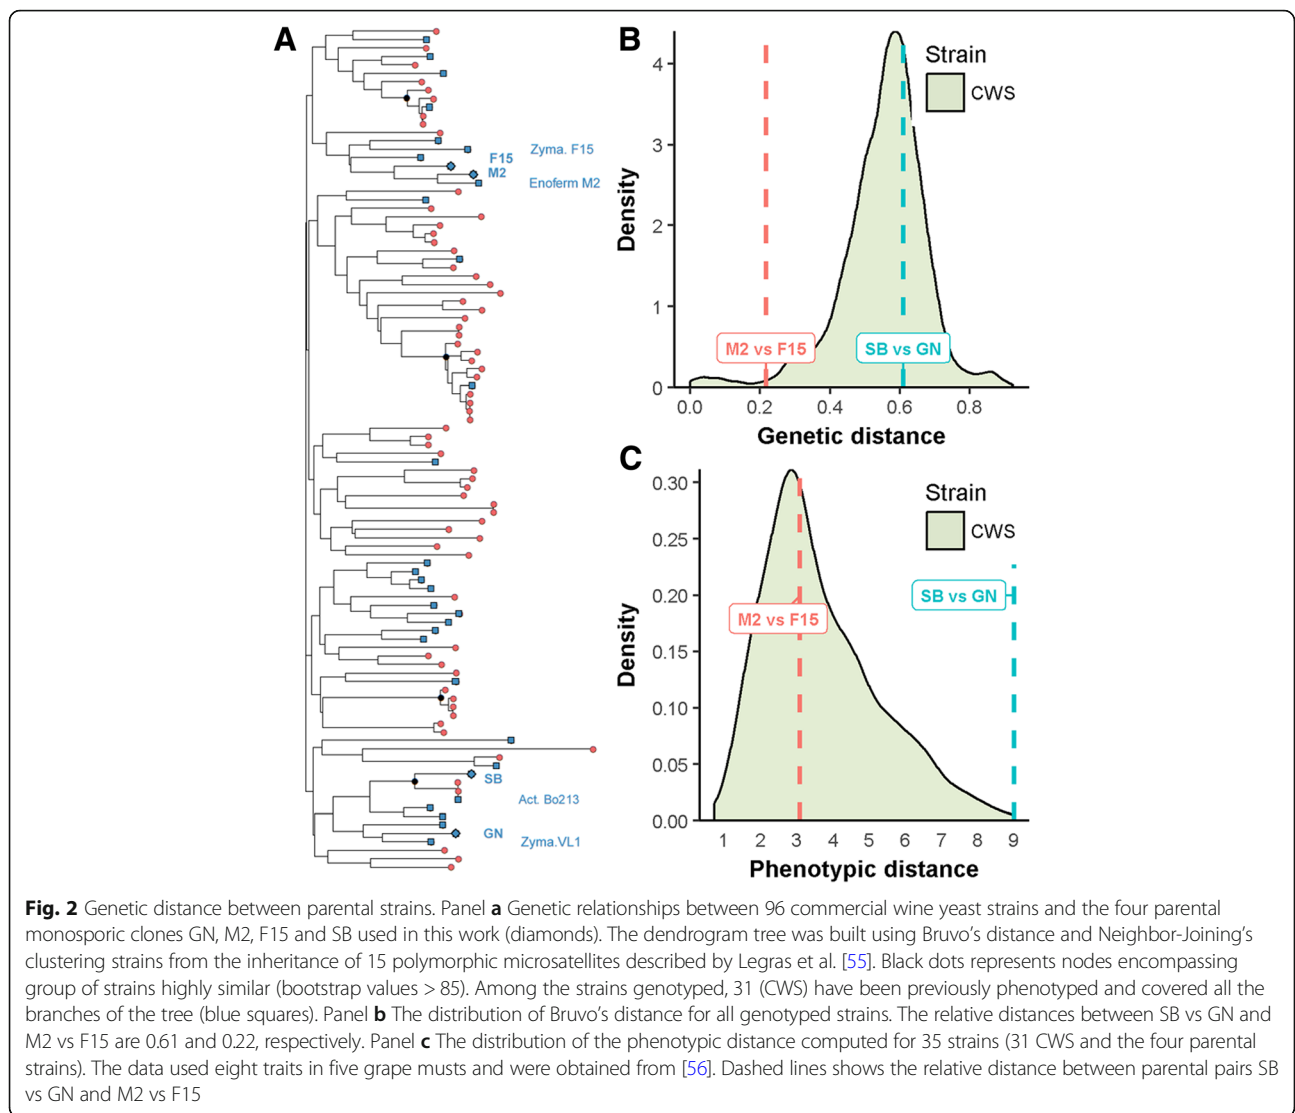 A
Zyma. F15
F15
M2
Enoferm M2
SB
Act. Bo213
GN
Zyma.VL1
B
Strain
CWS
4
3
2
1
0
Density
M2 vs F15
SB vs GN
0.0 0.2 0.4 0.6 0.8
Genetic distance
C
Strain
CWS
0.30
0.25
0.20
0.15
0.10
0.05
0.00
Density
SB vs GN
M2 vs F15
1 2 3 4 5 6 7 8 9
Phenotypic distance
Fig. 2 Genetic distance between parental strains. Panel a Genetic relationships between 96 commercial wine yeast strains and the four parental
monosporic clones GN, M2, F15 and SB used in this work (diamonds). The dendrogram tree was built using Bruvo's distance and Neighbor-Joining's
clustering strains from the inheritance of 15 polymorphic microsatellites described by Legras et al. [55]. Black dots represents nodes encompassing
group of strains highly similar (bootstrap values > 85). Among the strains genotyped, 31 (CWS) have been previously phenotyped and covered all the
branches of the tree (blue squares). Panel b The distribution of Bruvo's distance for all genotyped strains. The relative distances between SB vs GN and
M2 vs F15 are 0.61 and 0.22, respectively. Panel c The distribution of the phenotypic distance computed for 35 strains (31 CWS and the four parental
strains). The data used eight traits in five grape musts and were obtained from [56]. Dashed lines shows the relative distance between parental pairs SB
vs GN and M2 vs F15